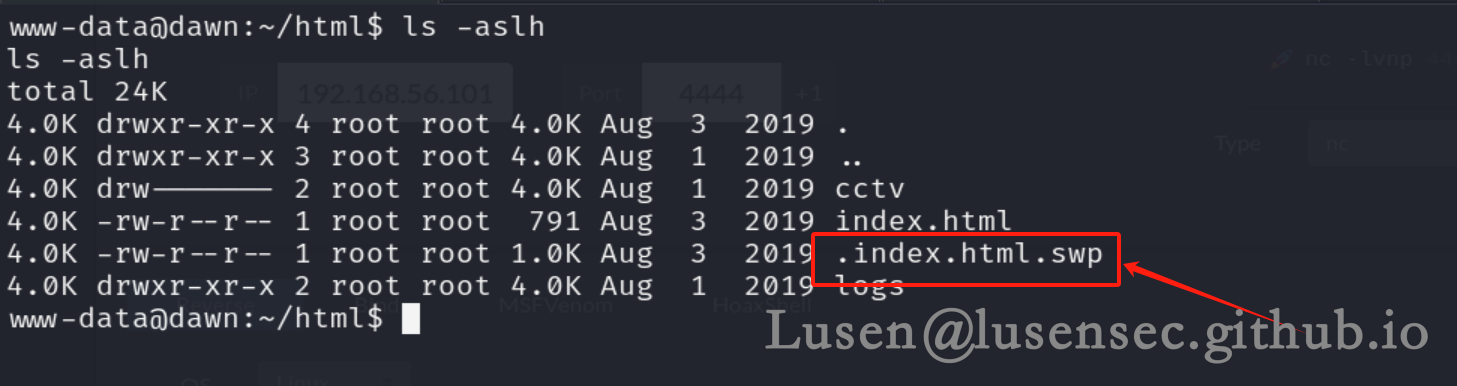 www-data@dawn:~/html$ ls -aslh
ls -aslh
total 24K
IP 192.168.56.101 Port 4444 +1
nc -lvnp
4.0K drwxr-xr-x 4 root root 4.0K Aug 3 2019 .
4.0K drwxr-xr-x 3 root root 4.0K Aug 1 2019 ..
Type nc
4.0K drw------- 2 root root 4.0K Aug 1 2019 cctv
4.0K -rw-r--r-- 1 root root 791 Aug 3 2019 index.html
4.0K -rw-r--r-- 1 root root 1.0K Aug 3 2019 .index.html.swp
4.0K drwxr-xr-x 2 root root 4.0K Aug 1 2019 logs
Reverse Bind MSFVenom HoaxShell
www-data@dawn:~/html$
Lusen@lusensec.github.io
OS Linux